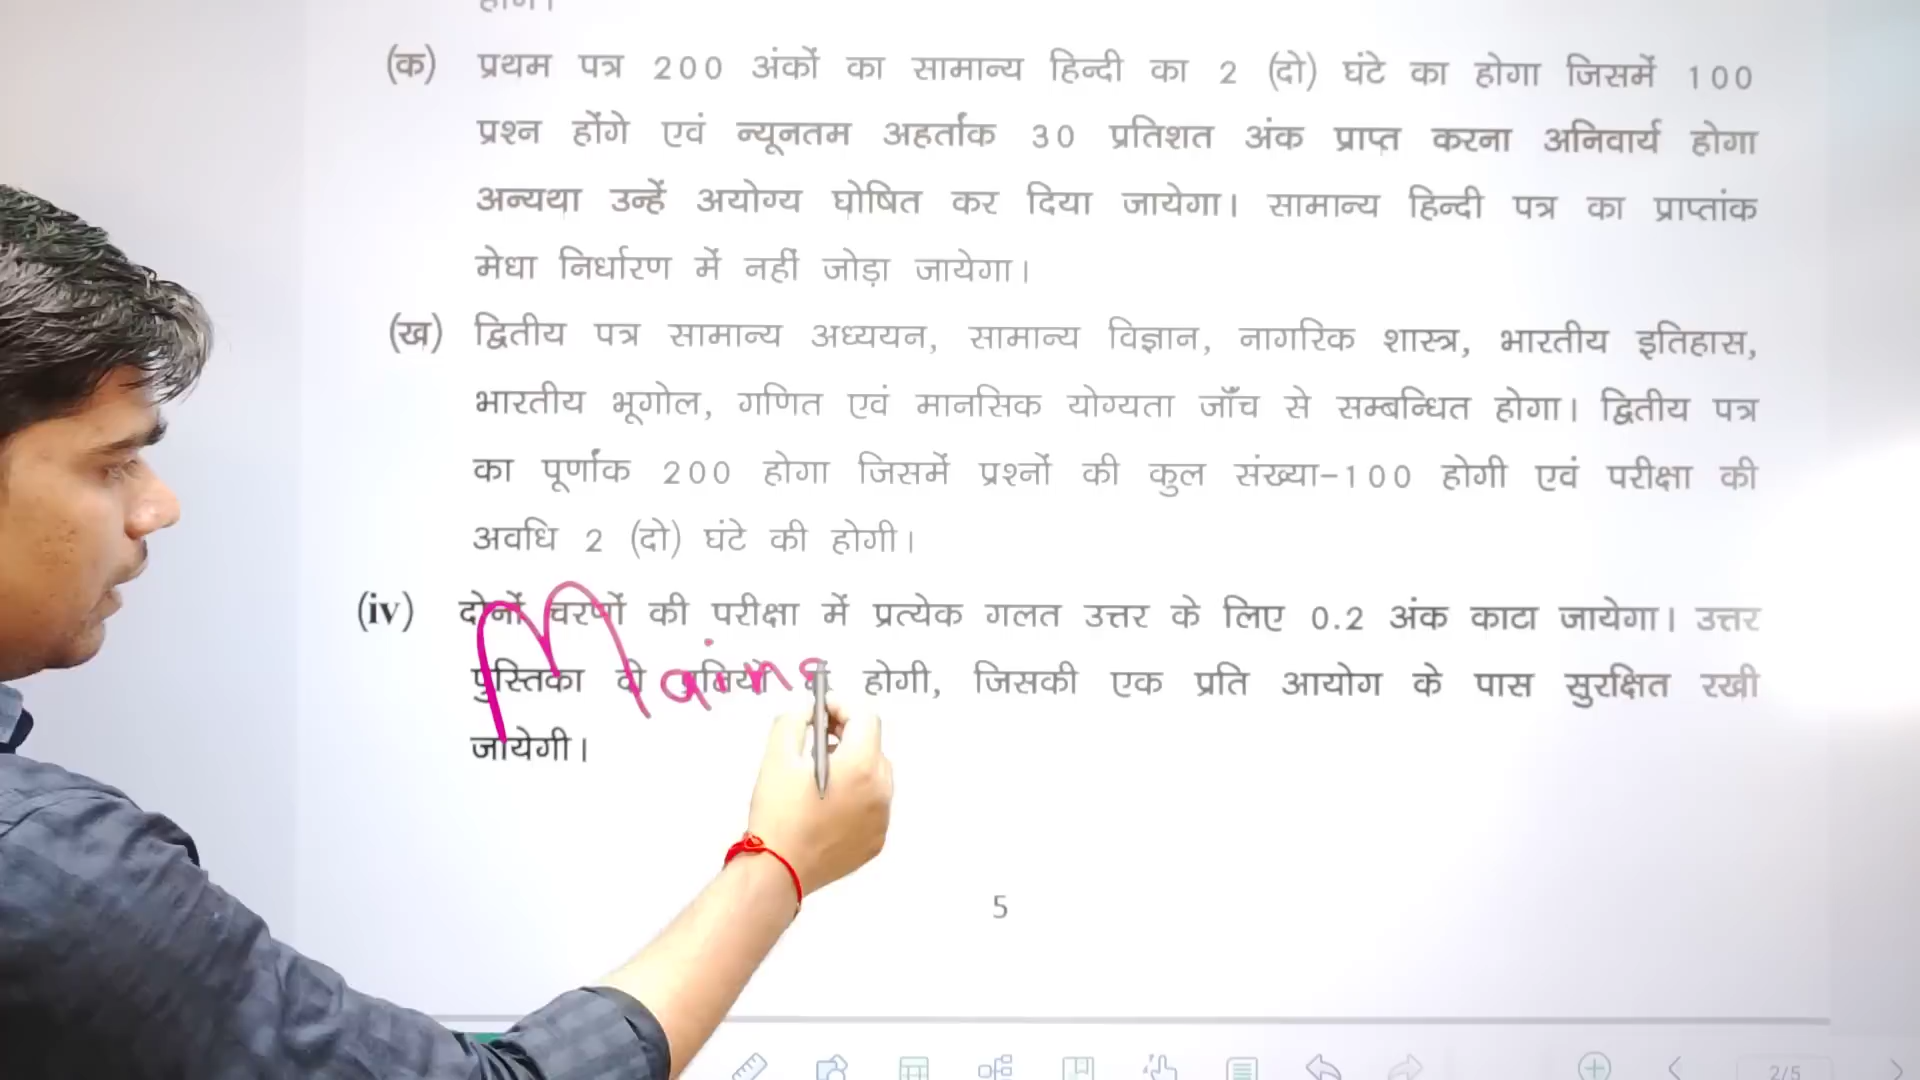 (क) प्रथम पत्र 200 अंकों का सामान्य हिन्दी का 2 (दो) घंटे का होगा जिसमें 100
प्रश्न होंगे एवं न्यूनतम अहर्तांक 30 प्रतिशत अंक प्राप्त करना अनिवार्य होगा
अन्यथा उन्हें अयोग्य घोषित कर दिया जायेगा। सामान्य हिन्दी पत्र का प्राप्तांक
मेधा निर्धारण में नहीं जोड़ा जायेगा।
(ख) द्वितीय पत्र सामान्य अध्ययन, सामान्य विज्ञान, नागरिक शास्त्र, भारतीय इतिहास,
भारतीय भूगोल, गणित एवं मानसिक योग्यता जाँच से सम्बन्धित होगा। द्वितीय पत्र
का पूर्णांक 200 होगा जिसमें प्रश्नों की कुल संख्या-100 होगी एवं परीक्षा की
अवधि 2 (दो) घंटे की होगी।
(iv) दोनों चरणों की परीक्षा में प्रत्येक गलत उत्तर के लिए 0.2 अंक काटा जायेगा। उत्तर
Mains
पुस्तिका होगी, जिसकी एक प्रति आयोग के पास सुरक्षित रखी
जायेगी।
5
2/5